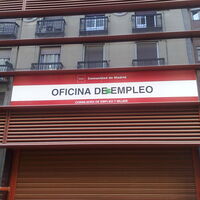 Comunidad de Madrid
OFICINA DE EMPLEO
CONSEJERÍA DE EMPLEO Y MUJER